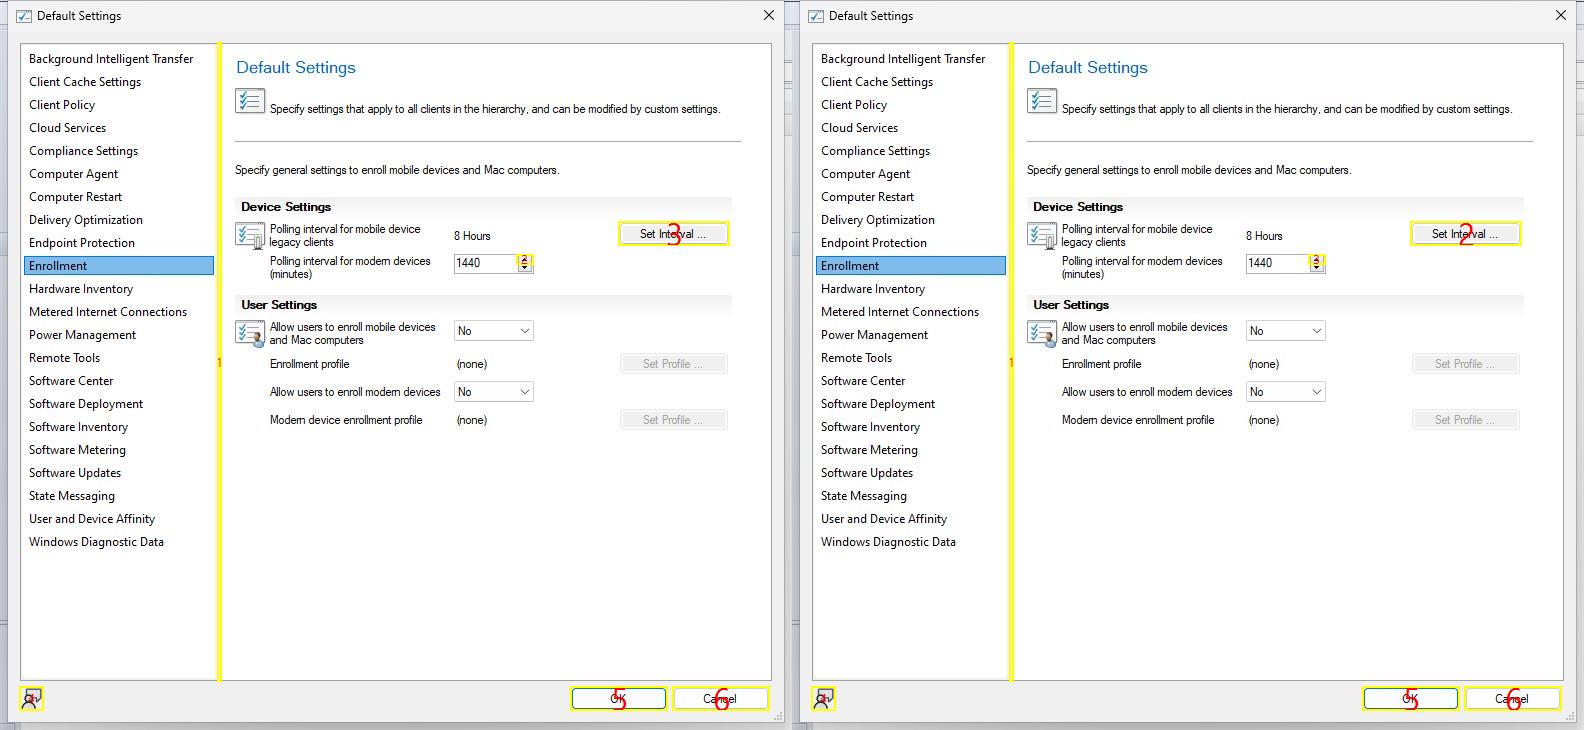 Default Settings
Background Intelligent Transfer
Client Cache Settings
Client Policy
Cloud Services
Compliance Settings
Computer Agent
Computer Restart
Delivery Optimization
Endpoint Protection
Enrollment
Hardware Inventory
Metered Internet Connections
Power Management
Remote Tools
Software Center
Software Deployment
Software Inventory
Software Metering
Software Updates
State Messaging
User and Device Affinity
Windows Diagnostic Data
1
Default Settings
Specify settings that apply to all clients in the hierarchy, and can be modified by custom settings.
Specify general settings to enroll mobile devices and Mac computers.
Device Settings
Polling interval for mobile device
legacy clients
8 Hours
Set Interval ...
3
Polling interval for modern devices
(minutes)
1440
2
User Settings
Allow users to enroll mobile devices
and Mac computers
No
Enrollment profile
(none)
Set Profile ...
Allow users to enroll modern devices
No
Modern device enrollment profile
(none)
Set Profile ...
OK
5
Cancel
6
Default Settings
Background Intelligent Transfer
Client Cache Settings
Client Policy
Cloud Services
Compliance Settings
Computer Agent
Computer Restart
Delivery Optimization
Endpoint Protection
Enrollment
Hardware Inventory
Metered Internet Connections
Power Management
Remote Tools
Software Center
Software Deployment
Software Inventory
Software Metering
Software Updates
State Messaging
User and Device Affinity
Windows Diagnostic Data
1
Default Settings
Specify settings that apply to all clients in the hierarchy, and can be modified by custom settings.
Specify general settings to enroll mobile devices and Mac computers.
Device Settings
Polling interval for mobile device
legacy clients
8 Hours
Set Interval ...
2
Polling interval for modern devices
(minutes)
1440
3
User Settings
Allow users to enroll mobile devices
and Mac computers
No
Enrollment profile
(none)
Set Profile ...
Allow users to enroll modern devices
No
Modern device enrollment profile
(none)
Set Profile ...
OK
5
Cancel
6